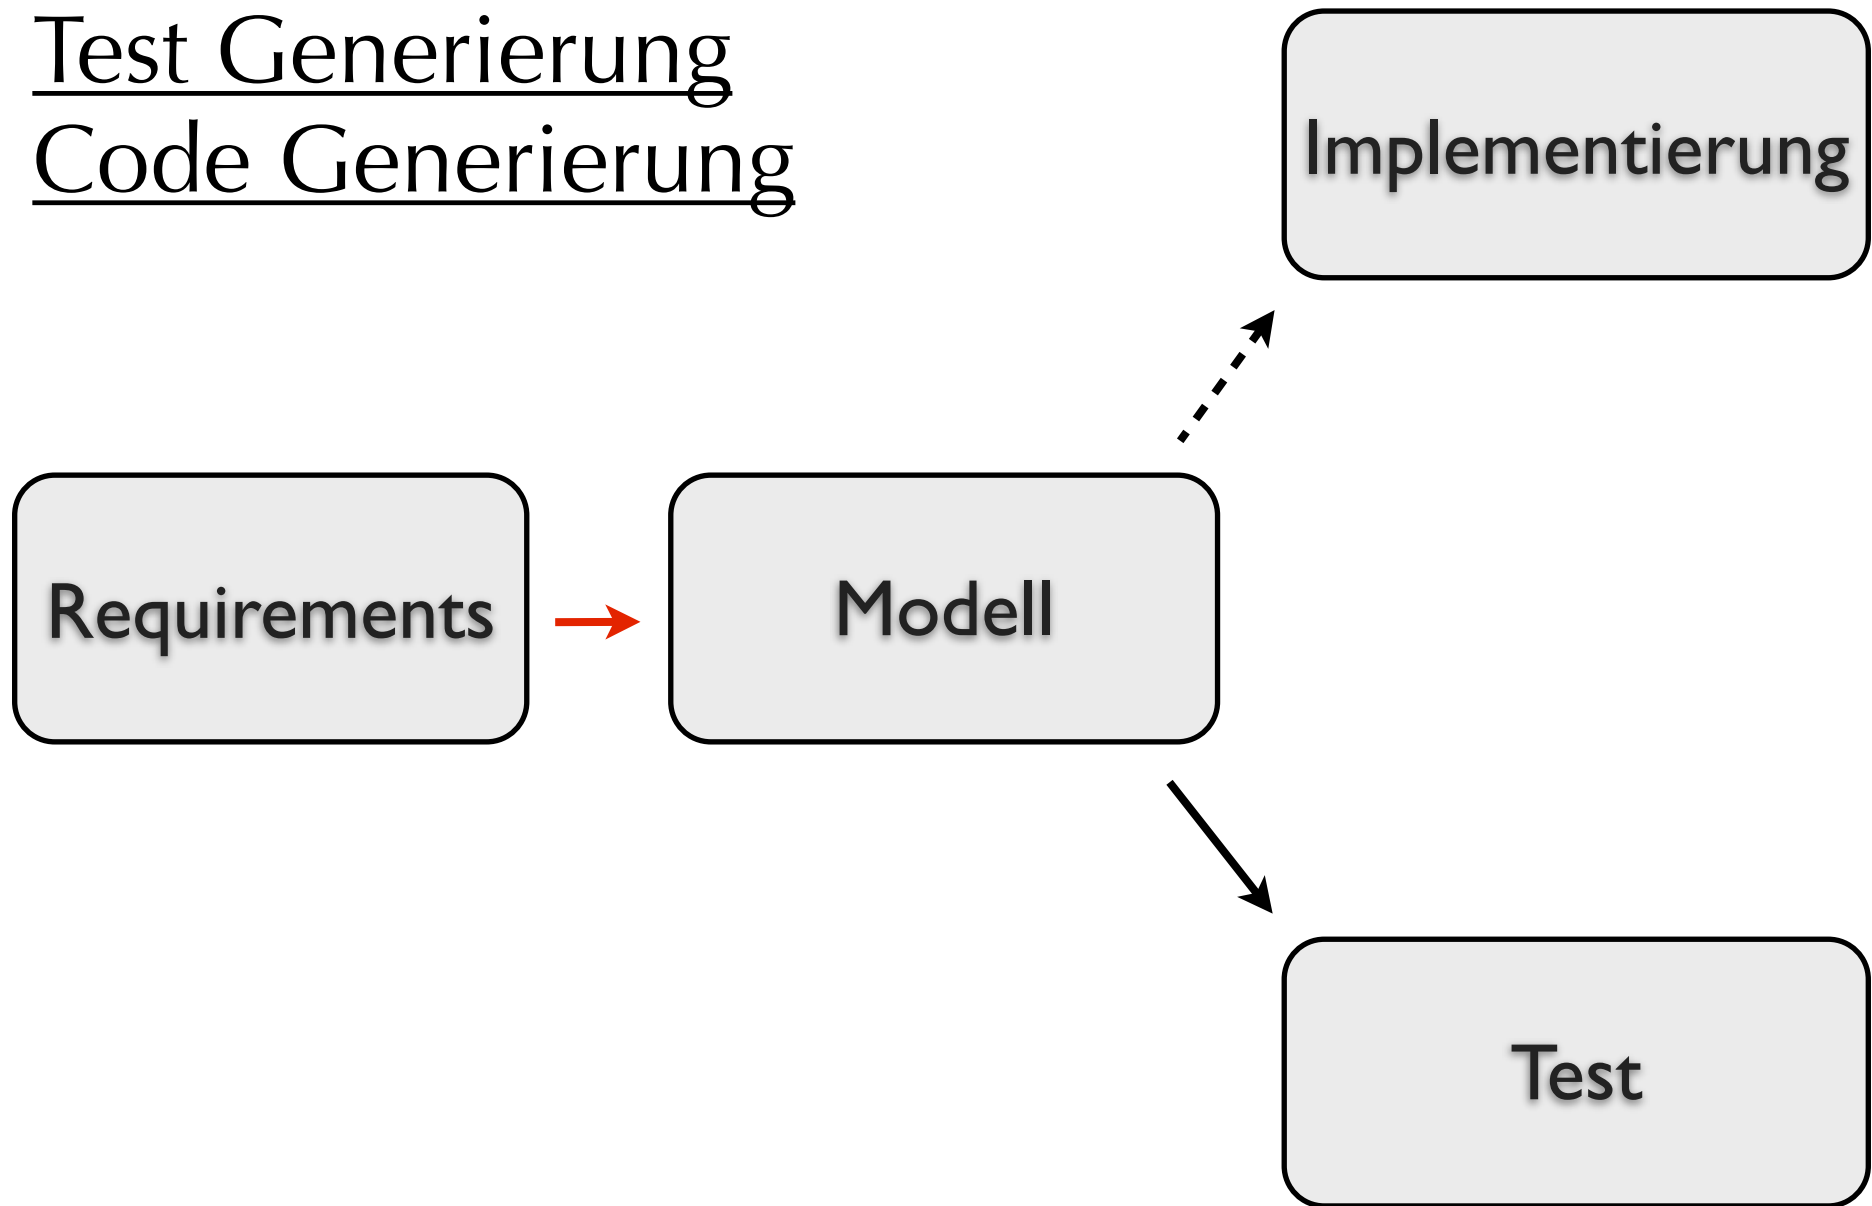 Test Generierung
Code Generierung
Implementierung
Requirements
Modell
Test